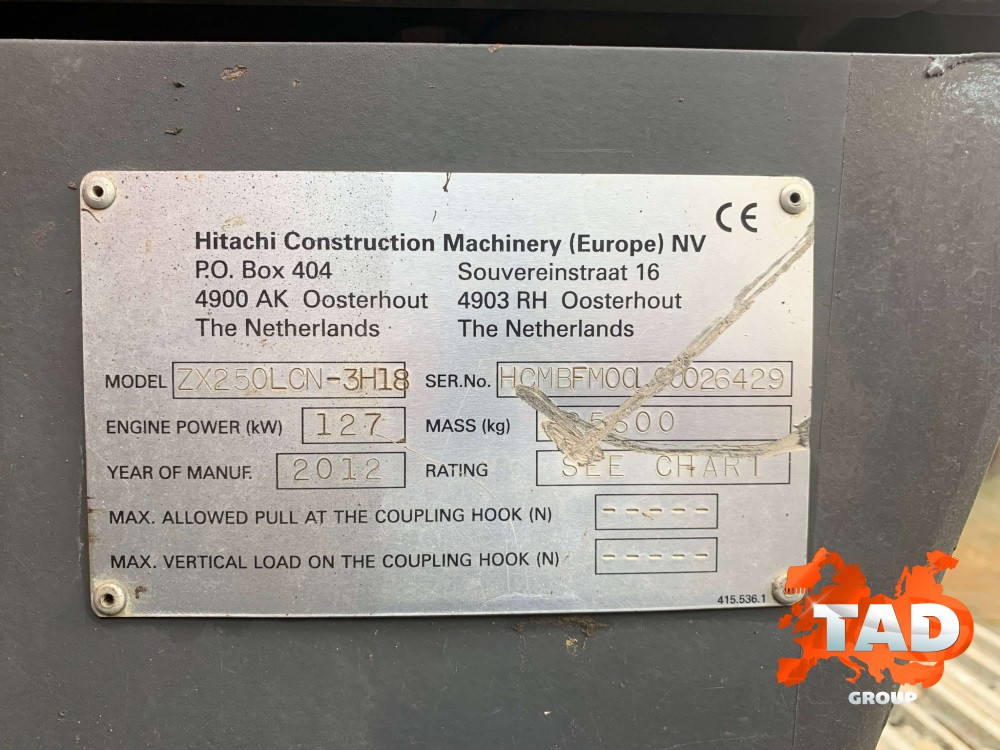 CE
Hitachi Construction Machinery (Europe) NV
P.O. Box 404 Souvereinstraat 16
4900 AK Oosterhout 4903 RH Oosterhout
The Netherlands The Netherlands
MODEL ZX250LCN-3H18 SER.No.
ENGINE POWER (kW) 127 MASS (kg)
YEAR OF MANUF. 2012 RATING SEE CHART
MAX. ALLOWED PULL AT THE COUPLING HOOK (N) -----
MAX. VERTICAL LOAD ON THE COUPLING HOOK (N) -----
415.536.1
TAD
GROUP